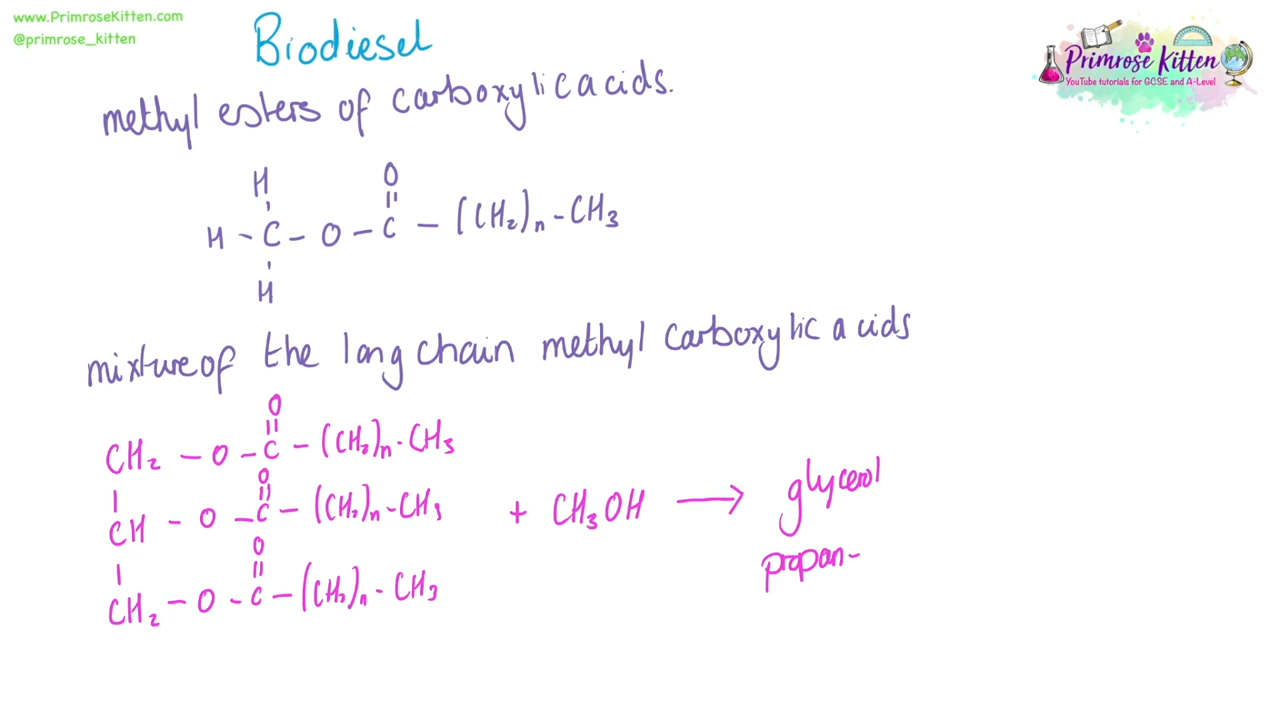 www.PrimroseKitten.com
@primrose_kitten
Primrose Kitten
YouTube tutorials for GCSE and A-Level
Biodiesel
methyl esters of carboxylic acids.
H O
H - C - O - C - (CH₂)n - CH₃
H
mixture of the long chain methyl carboxylic acids
O
CH₂ - O - C - (CH₂)n - CH₃
O
CH - O - C - (CH₂)n - CH₃ + CH₃OH → glycerol
O
propan-
CH₂ - O - C - (CH₂)n - CH₃